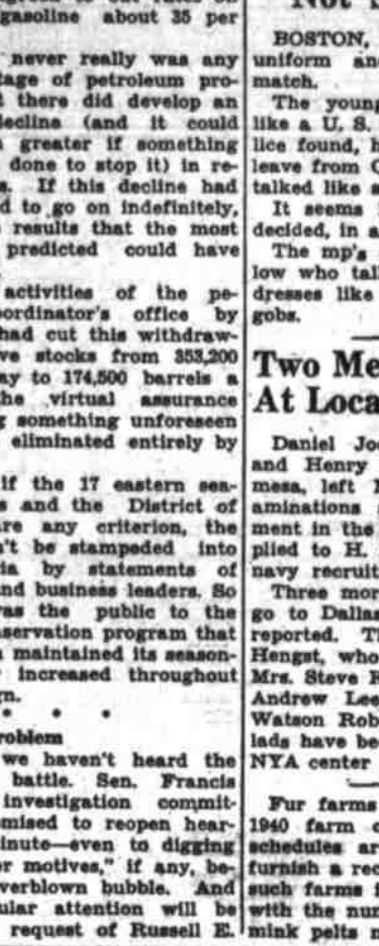 gasoline about 35 per
never really was any
tage of petroleum pro-
there did develop an
decline (and it could
greater if something
done to stop it) in re-
If this decline had
d to go on indefinitely,
results that the most
predicted could have
activities of the pe-
oordinator's office by
had cut this withdraw-
ve stocks from 353,200
ay to 174,500 barrels a
the virtual assurance
g something unforeseen
eliminated entirely by
if the 17 eastern sea-
s and the District of
are any criterion, the
n't be stampeded into
ia by statements of
and business leaders. So
was the public to the
nservation program that
maintained its season-
increased throughout
gn.
* * *
roblem
we haven't heard the
battle. Sen. Francis
investigation commit-
mised to reopen hear-
inute—even to digging
r motives," if any, be-
verblown bubble. And
ular attention will be
request of Russell E.
Not
BOSTON,
uniform an
match.
The young
like a U. S.
lice found, h
leave from C
talked like a
It seems
decided, in a
The mp's
low who tal
dresses like
gobs.
Two Me
At Loca
Daniel Joe
and Henry
mesa, left
aminations
ment in the
plied to H.
navy recruit
Three mor
go to Dallas
reported. Th
Hengst, who
Mrs. Steve
Andrew Lee
Watson Rob
lads have be
NYA center
Fur farms
1940 farm c
schedules ar
furnish a rec
such farms i
with the num
mink pelts